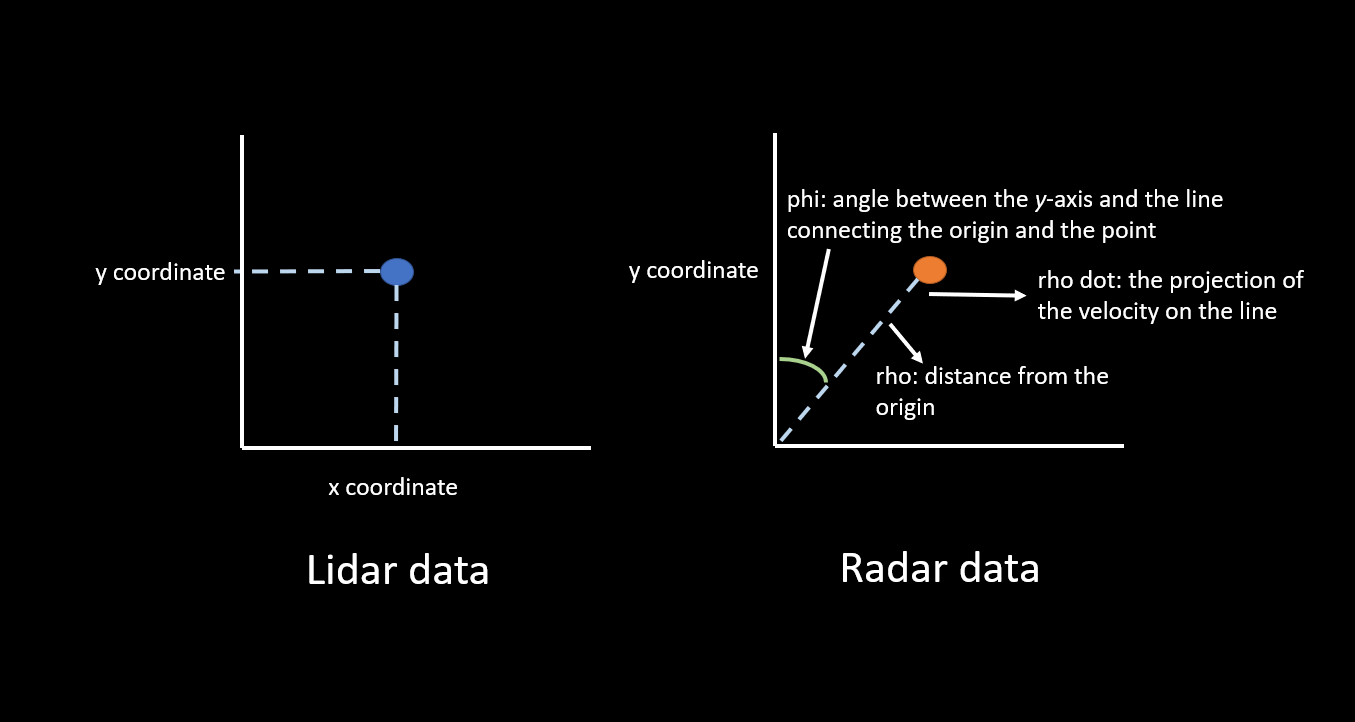 y coordinate
x coordinate
Lidar data
phi: angle between the y-axis and the line
connecting the origin and the point
y coordinate
rho dot: the projection of
the velocity on the line
rho: distance from the
origin
Radar data